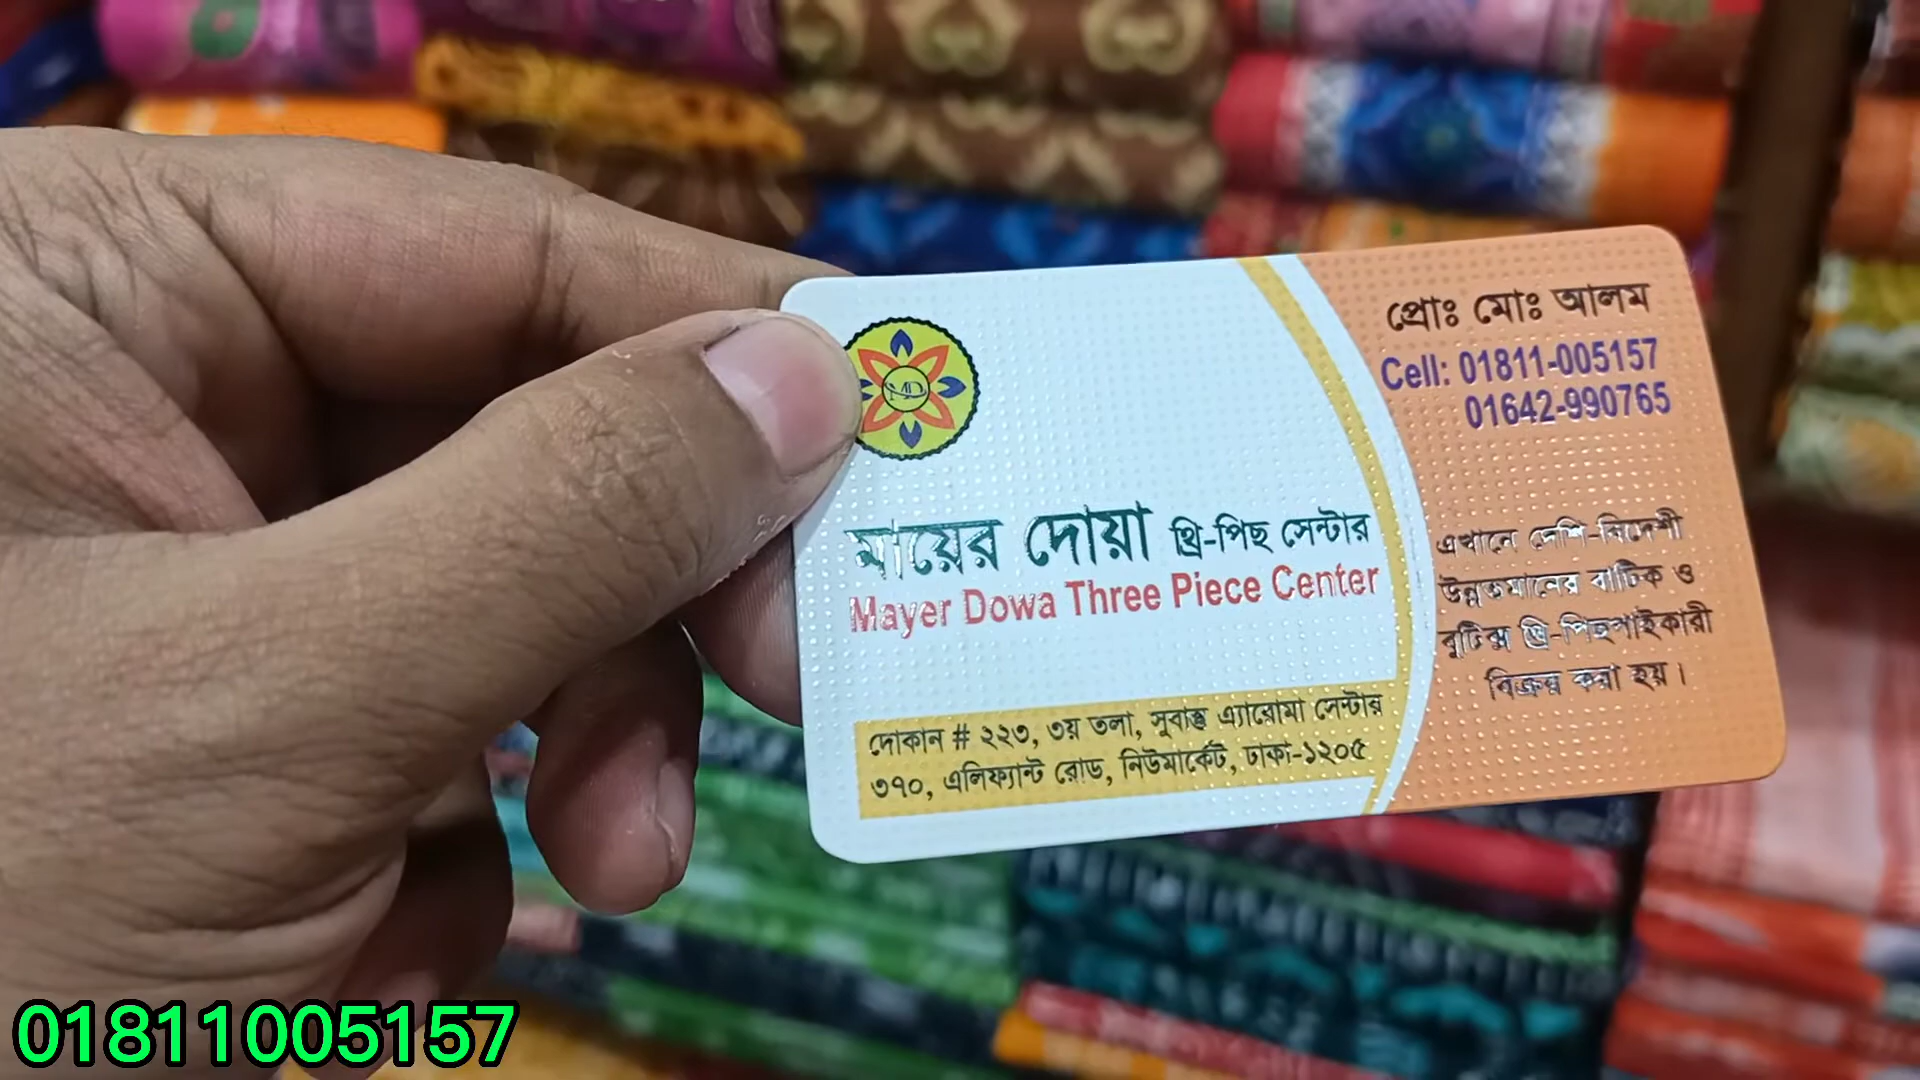 MD
মায়ের দোয়া থ্রি-পিছ সেন্টার
Mayer Dowa Three Piece Center
দোকান # ২২৩, ৩য় তলা, সুবাস্তু এ্যারোমা সেন্টার
৩৭০, এলিফ্যান্ট রোড, নিউমার্কেট, ঢাকা-১২০৫
প্রোঃ মোঃ আলম
Cell: 01811-005157
01642-990765
এখানে দেশি-বিদেশী
উন্নতমানের বাটিক ও
বুটিক্স থ্রি-পিছপাইকারী
বিক্রয় করা হয়।
01811005157